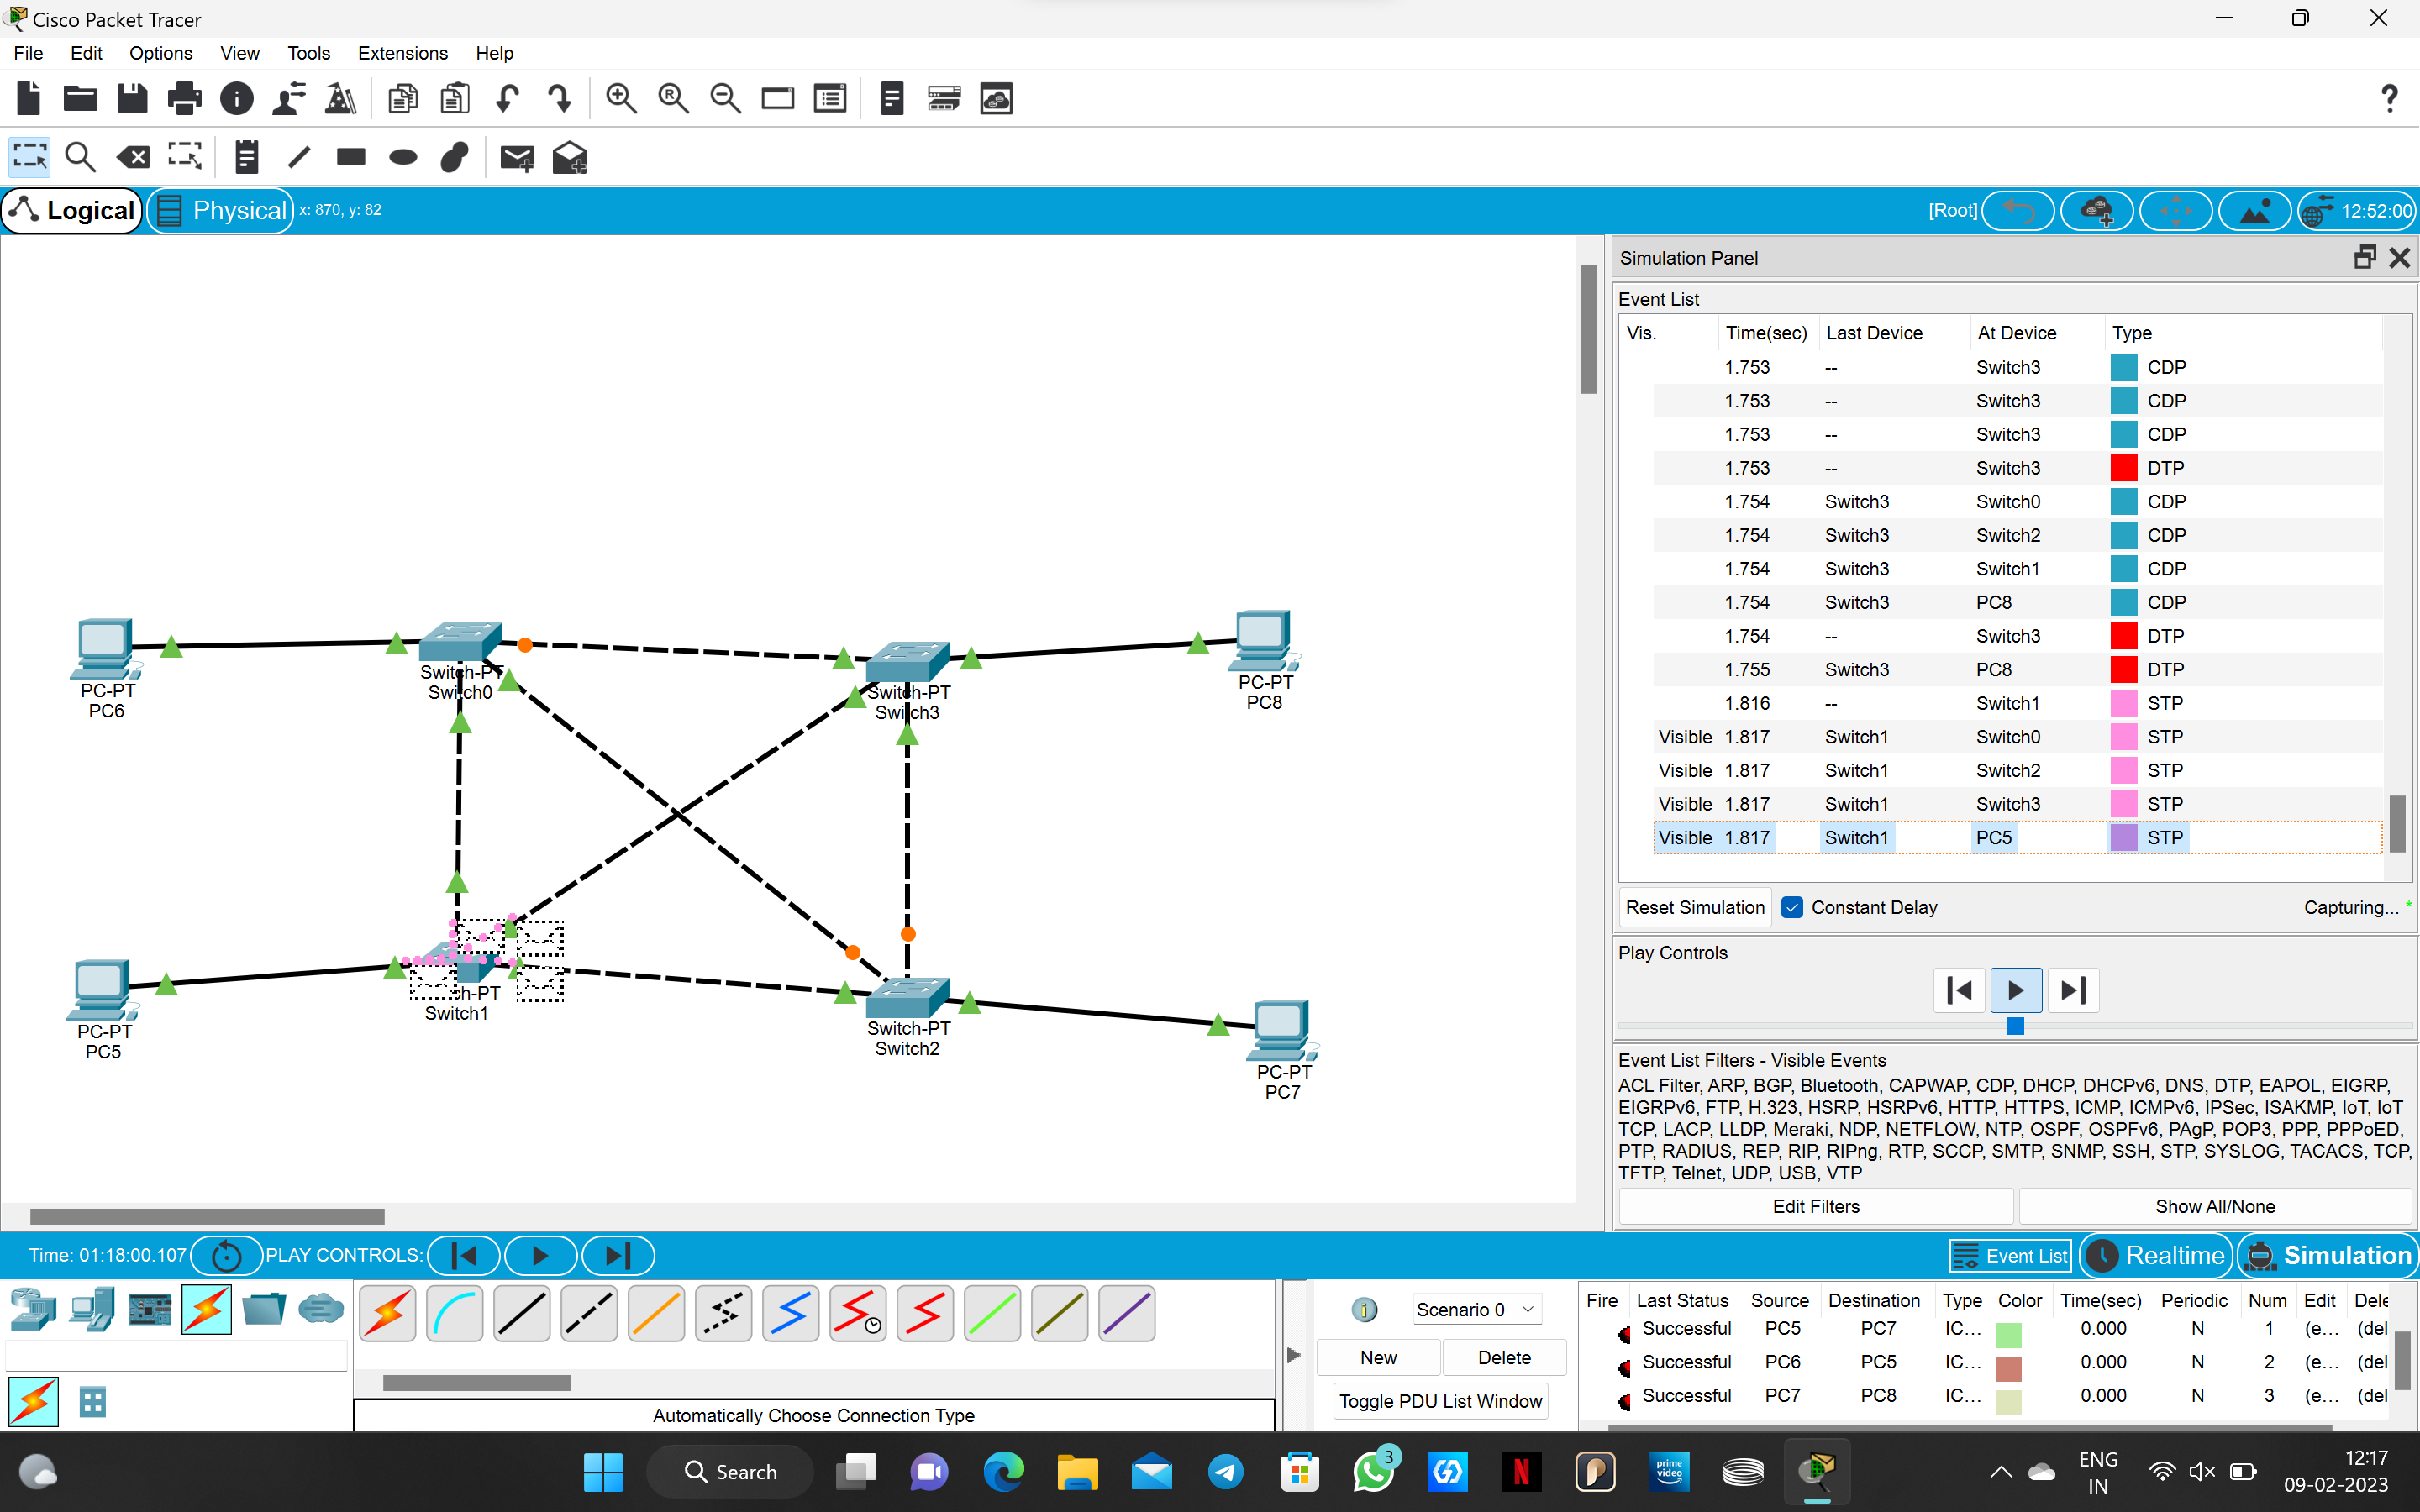 Cisco Packet Tracer
File Edit Options View Tools Extensions Help
Logical Physical x: 870, y: 82 [Root] 12:52:00
Simulation Panel
Event List
Vis. Time(sec) Last Device At Device Type
1.753 -- Switch3 CDP
1.753 -- Switch3 CDP
1.753 -- Switch3 CDP
1.753 -- Switch3 DTP
1.754 Switch3 Switch0 CDP
1.754 Switch3 Switch2 CDP
1.754 Switch3 Switch1 CDP
1.754 Switch3 PC8 CDP
1.754 -- Switch3 DTP
1.755 Switch3 PC8 DTP
1.816 -- Switch1 STP
Visible 1.817 Switch1 Switch0 STP
Visible 1.817 Switch1 Switch2 STP
Visible 1.817 Switch1 Switch3 STP
Visible 1.817 Switch1 PC5 STP
Reset Simulation Constant Delay Capturing... *
Play Controls
Event List Filters - Visible Events
ACL Filter, ARP, BGP, Bluetooth, CAPWAP, CDP, DHCP, DHCPv6, DNS, DTP, EAPOL, EIGRP,
EIGRPv6, FTP, H.323, HSRP, HSRPv6, HTTP, HTTPS, ICMP, ICMPv6, IPSec, ISAKMP, IoT, IoT
TCP, LACP, LLDP, Meraki, NDP, NETFLOW, NTP, OSPF, OSPFv6, PAgP, POP3, PPP, PPPoED,
PTP, RADIUS, REP, RIP, RIPng, RTP, SCCP, SMTP, SNMP, SSH, STP, SYSLOG, TACACS, TCP,
TFTP, Telnet, UDP, USB, VTP
Edit Filters Show All/None
PC-PT
PC6
Switch-PT
Switch0
Switch-PT
Switch3
PC-PT
PC8
PC-PT
PC5
h-PT
Switch1
Switch-PT
Switch2
PC-PT
PC7
Time: 01:18:00.107 PLAY CONTROLS: Event List Realtime Simulation
Automatically Choose Connection Type
Scenario 0
New Delete
Toggle PDU List Window
Fire Last Status Source Destination Type Color Time(sec) Periodic Num Edit Dele
Successful PC5 PC7 IC... 0.000 N 1 (e... (del
Successful PC6 PC5 IC... 0.000 N 2 (e... (del
Successful PC7 PC8 IC... 0.000 N 3 (e... (del
Search 3 N P prime video ENG IN 12:17
09-02-2023